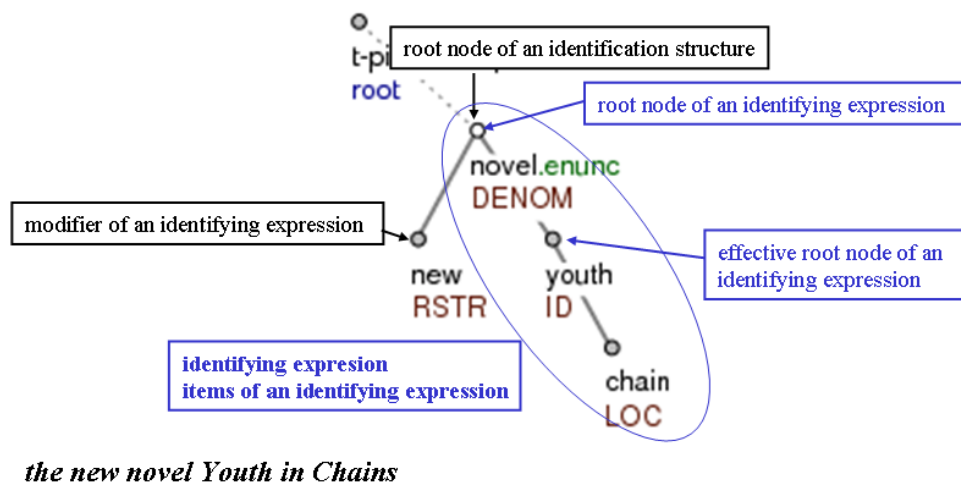 root node of an identification structure
t-pi
root
root node of an identifying expression
novel.enunc
DENOM
modifier of an identifying expression
effective root node of an
identifying expression
new
RSTR
youth
ID
identifying expresion
items of an identifying expression
chain
LOC
the new novel Youth in Chains